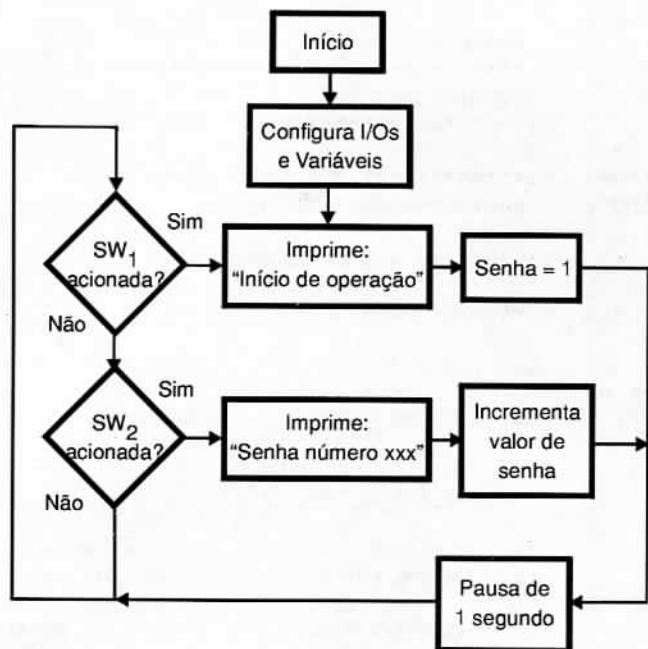 Início
Configura I/Os
e Variáveis
Sim
SW1
acionada?
Imprime:
“Início de operação”
Senha = 1
Não
Sim
SW2
acionada?
Imprime:
“Senha número xxx”
Incrementa
valor de
senha
Não
Pausa de
1 segundo